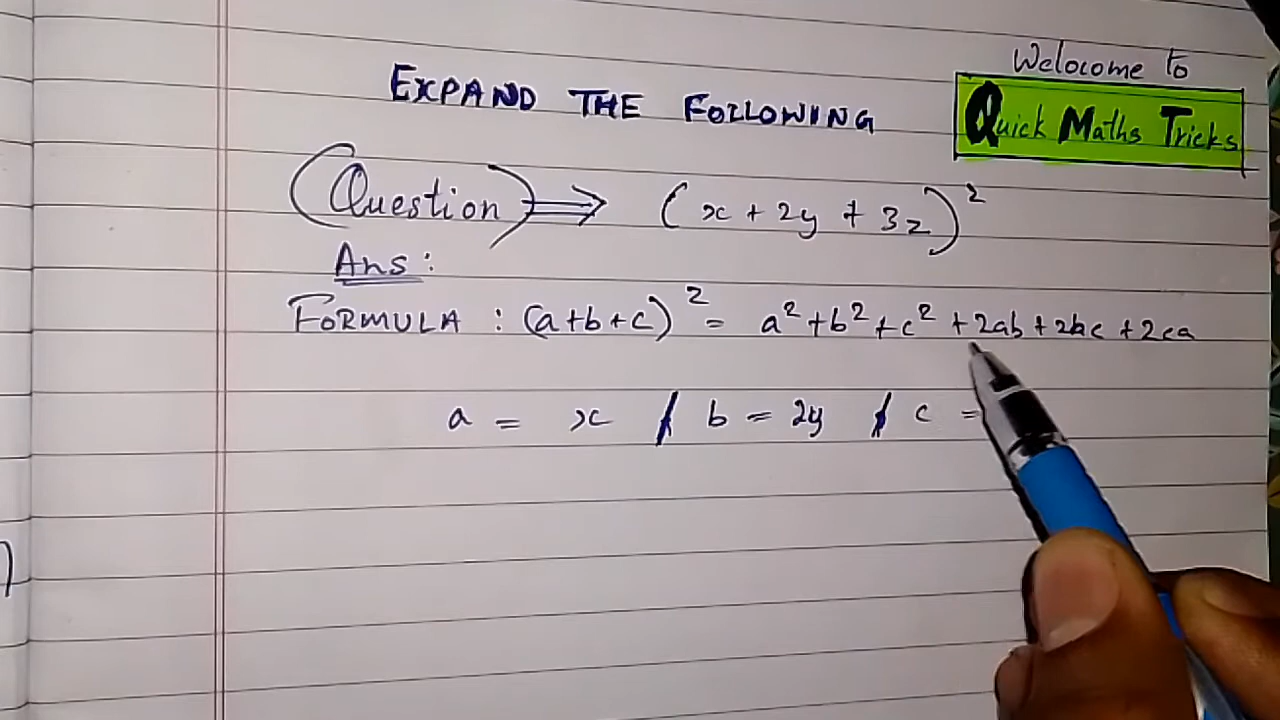 Welocome to
Quick Maths Tricks
EXPAND THE FOLLOWING
(Question) ⟹ (x + 2y + 3z)²
Ans :
FORMULA : (a+b+c)² = a² + b² + c² + 2ab + 2bc + 2ca
a = x / b = 2y / c =